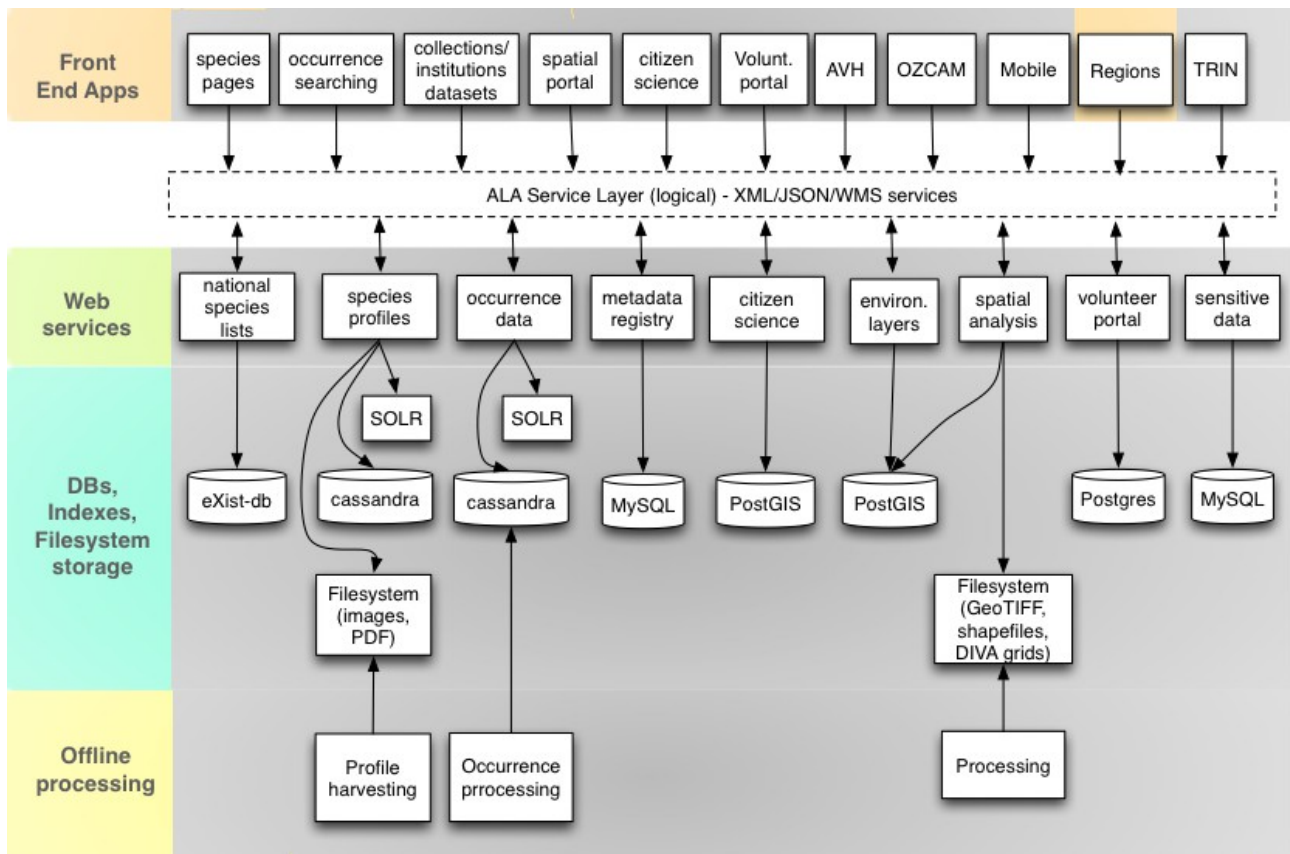 Front
End Apps
species
pages
occurrence
searching
collections/
institutions
datasets
spatial
portal
citizen
science
Volunt.
portal
AVH
OZCAM
Mobile
Regions
TRIN
ALA Service Layer (logical) - XML/JSON/WMS services
Web
services
national
species
lists
species
profiles
occurrence
data
metadata
registry
citizen
science
environ.
layers
spatial
analysis
volunteer
portal
sensitive
data
DBs,
Indexes,
Filesystem
storage
SOLR
SOLR
eXist-db
cassandra
cassandra
MySQL
PostGIS
PostGIS
Postgres
MySQL
Filesystem
(images,
PDF)
Filesystem
(GeoTIFF,
shapefiles,
DIVA grids)
Offline
processing
Profile
harvesting
Occurrence
prrocessing
Processing